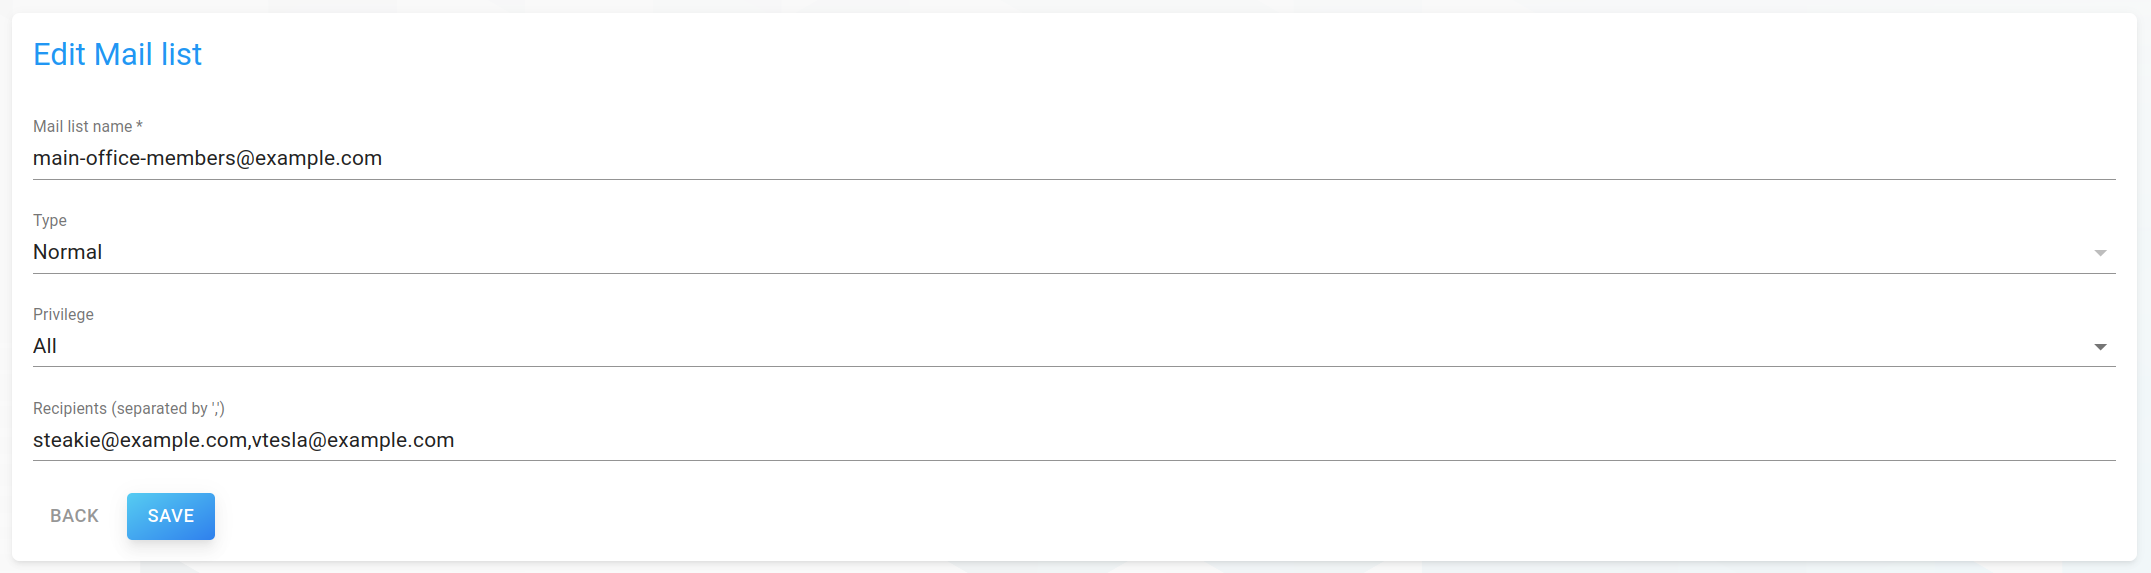 Edit Mail list
Mail list name *
main-office-members@example.com
Type
Normal
Privilege
All
Recipients (separated by ',')
steakie@example.com,vtesla@example.com
BACK SAVE